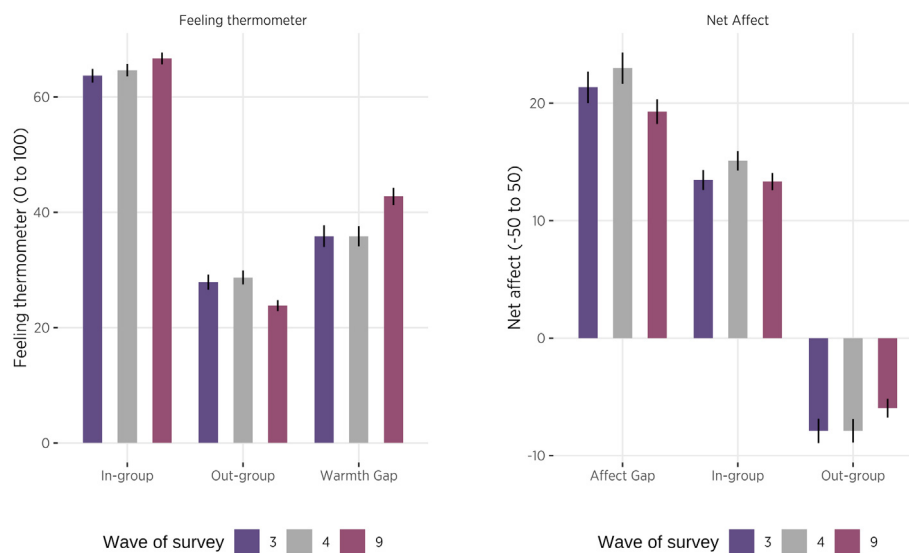 Feeling thermometer
Feeling thermometer (0 to 100)
60
40
20
0
In-group
Out-group
Warmth Gap
Wave of survey
3
4
9
Net Affect
Net affect (-50 to 50)
20
10
0
-10
Affect Gap
In-group
Out-group
Wave of survey
3
4
9